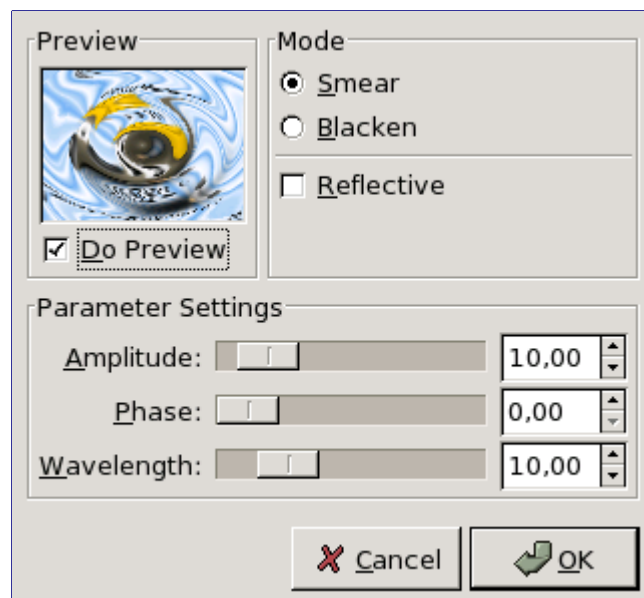 Preview
Mode
Smear
Blacken
Reflective
Do Preview
Parameter Settings
Amplitude: 10,00
Phase: 0,00
Wavelength: 10,00
Cancel OK